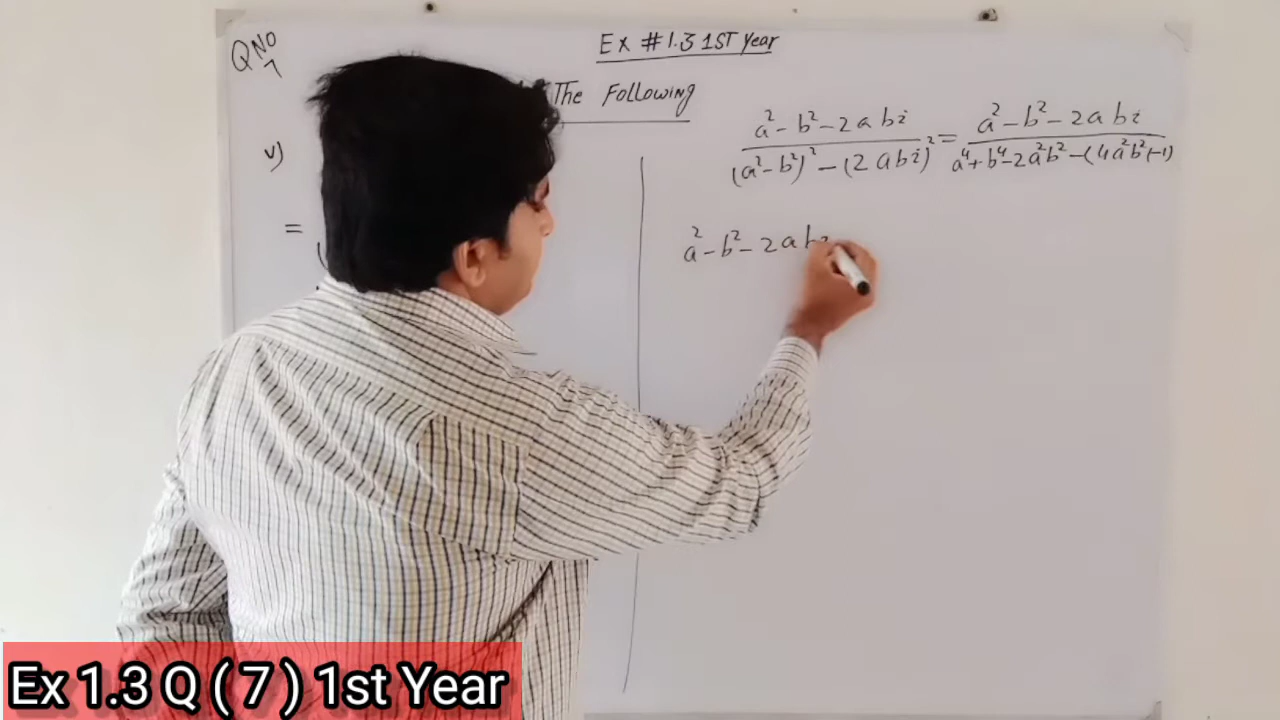 Q NO 7
Ex # 1.3 1ST Year
The Following
v)
a² - b² - 2abi / (a² - b²)² - (2abi)² = a² - b² - 2abi / a⁴ + b⁴ - 2a²b² - (4a²b²(-1)
=
a² - b² - 2ab
Ex 1.3 Q ( 7 ) 1st Year